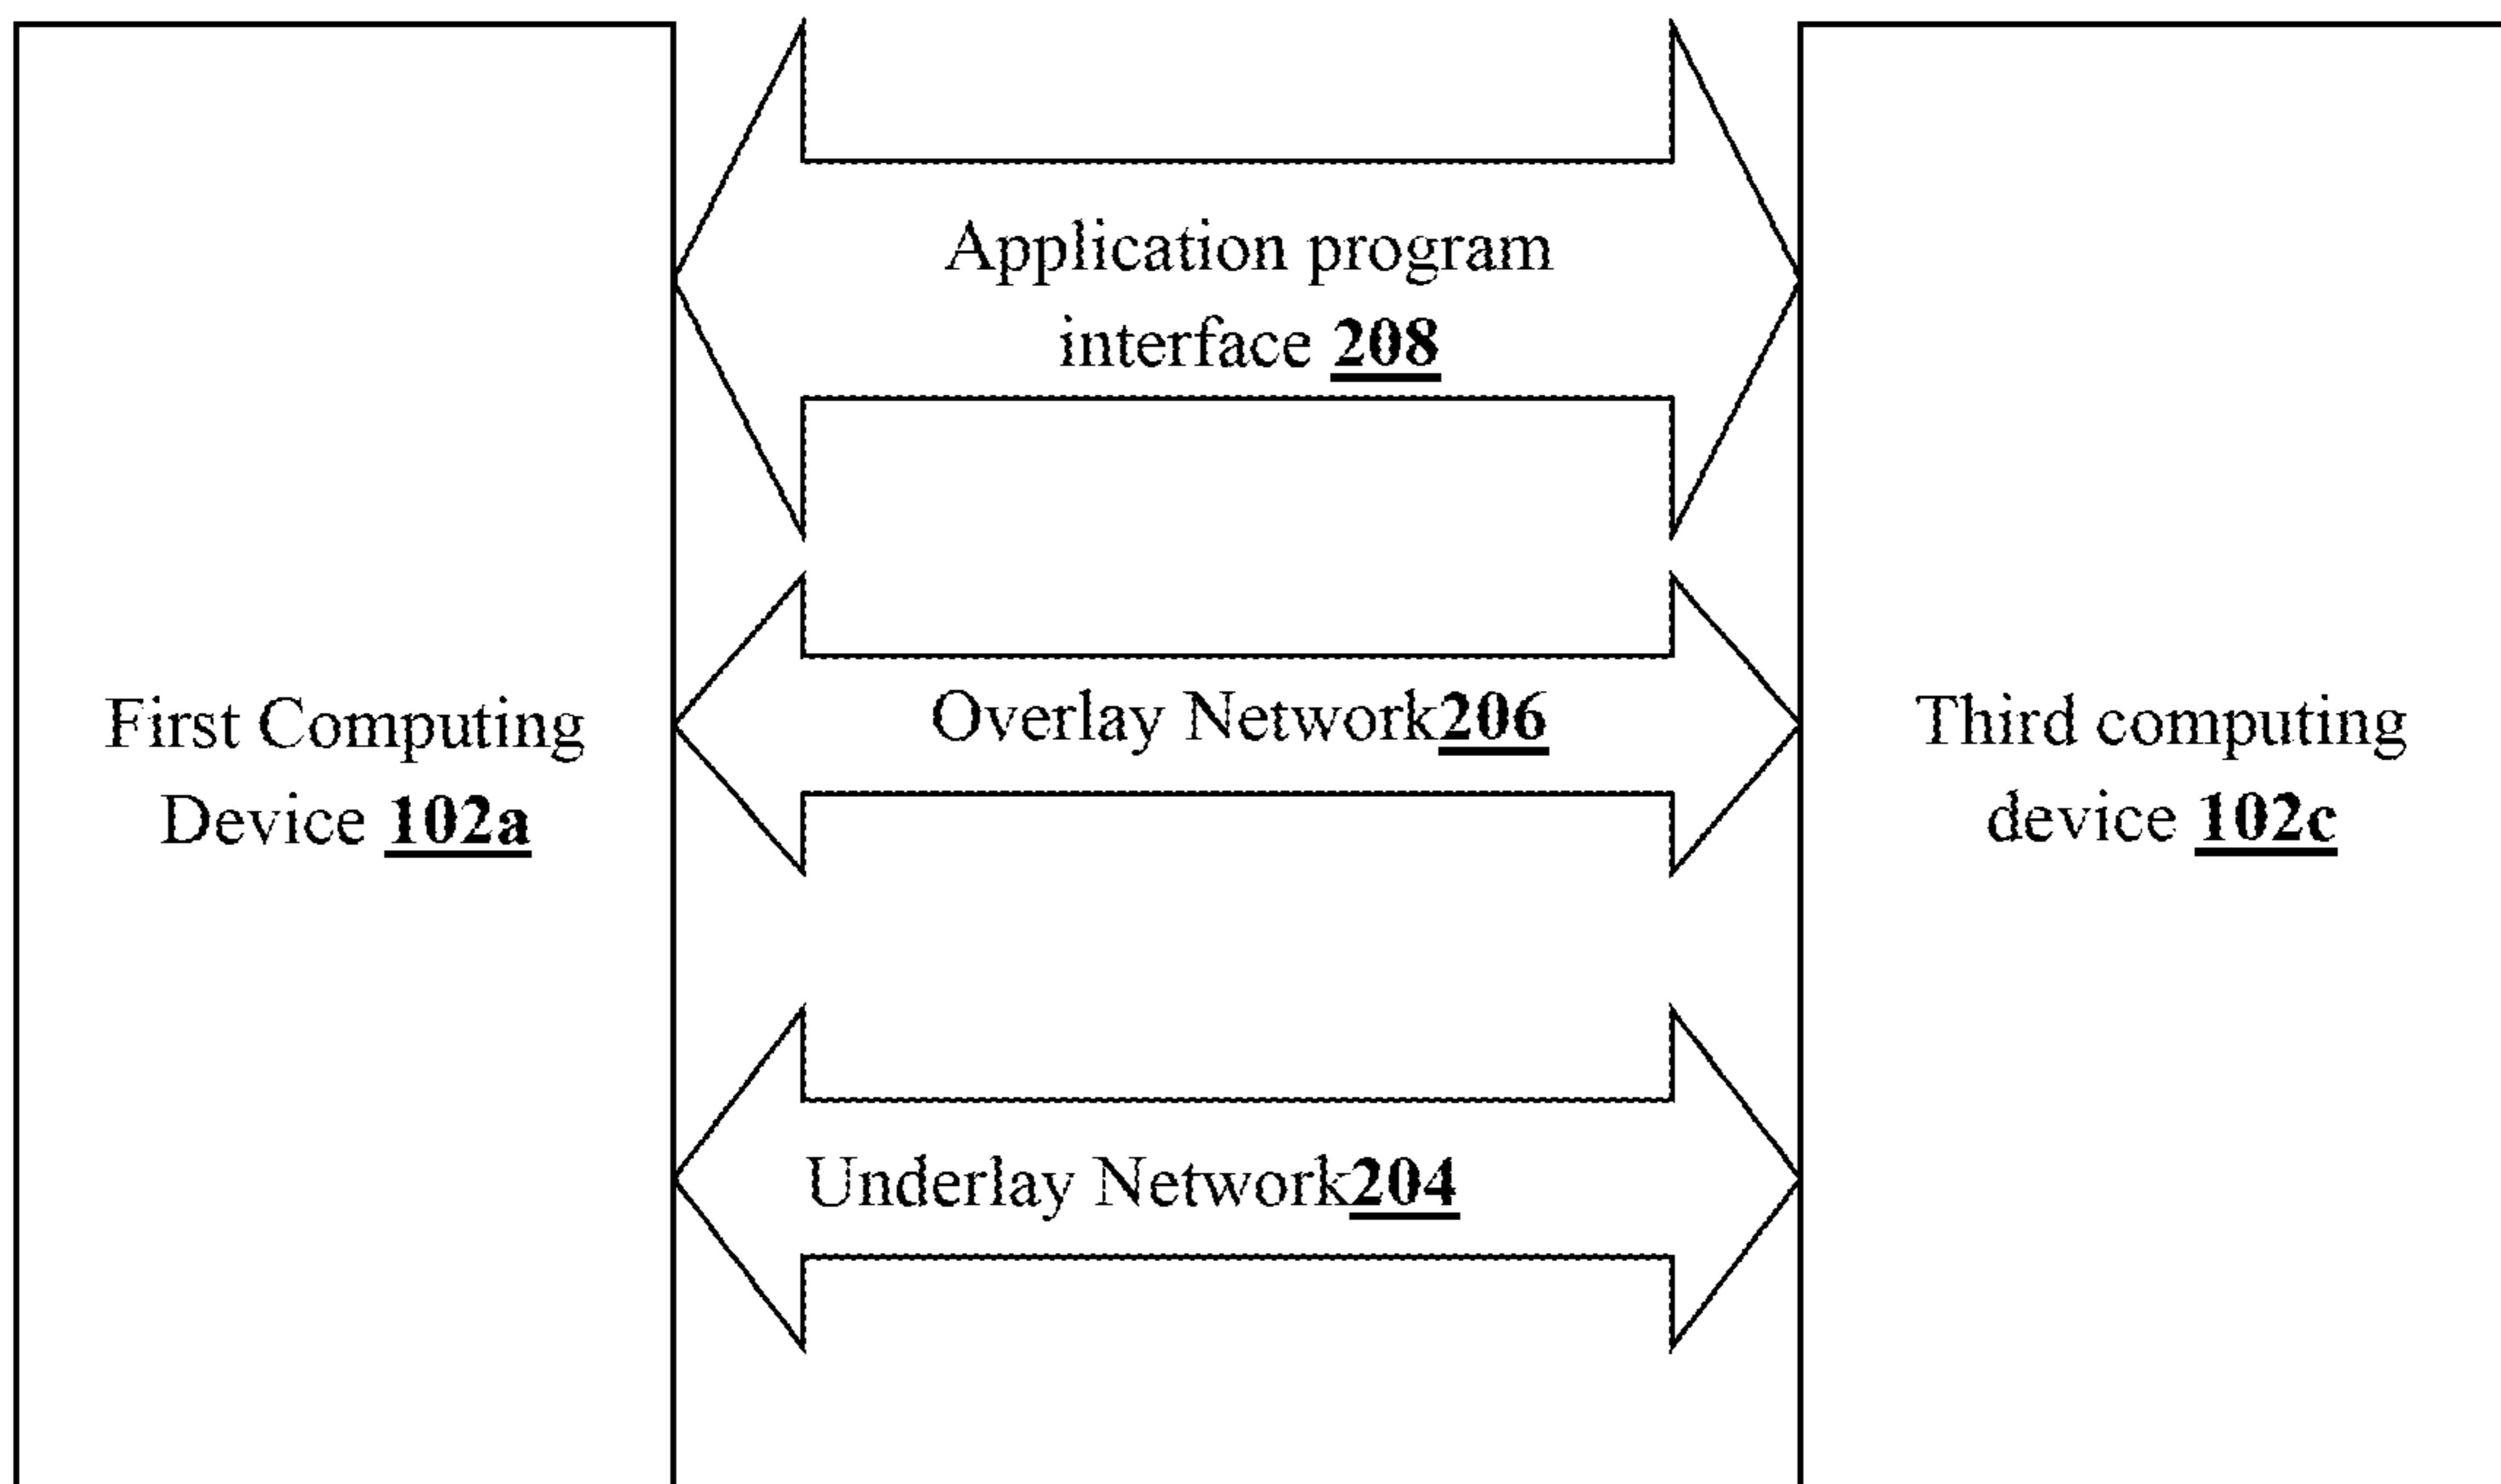 Application program
interface 208
First Computing
Device 102a
Overlay Network206
Third computing
device 102c
Underlay Network204